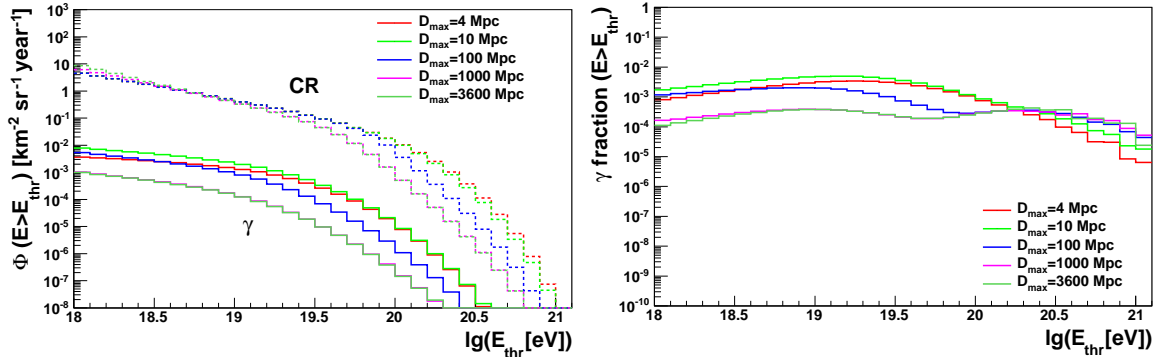 Φ (E>E_thr) [km⁻² sr⁻¹ year⁻¹]
10⁵
10⁴
10³
10²
10
1
10⁻¹
10⁻²
10⁻³
10⁻⁴
10⁻⁵
10⁻⁶
10⁻⁷
10⁻⁸
D_max=4 Mpc
D_max=10 Mpc
D_max=100 Mpc
D_max=1000 Mpc
D_max=3600 Mpc
CR
γ
18 18.5 19 19.5 20 20.5 21
lg(E_thr[eV])
γ fraction (E>E_thr)
1
10⁻¹
10⁻²
10⁻³
10⁻⁴
10⁻⁵
10⁻⁶
10⁻⁷
10⁻⁸
10⁻⁹
10⁻¹⁰
D_max=4 Mpc
D_max=10 Mpc
D_max=100 Mpc
D_max=1000 Mpc
D_max=3600 Mpc
18 18.5 19 19.5 20 20.5 21
lg(E_thr[eV])